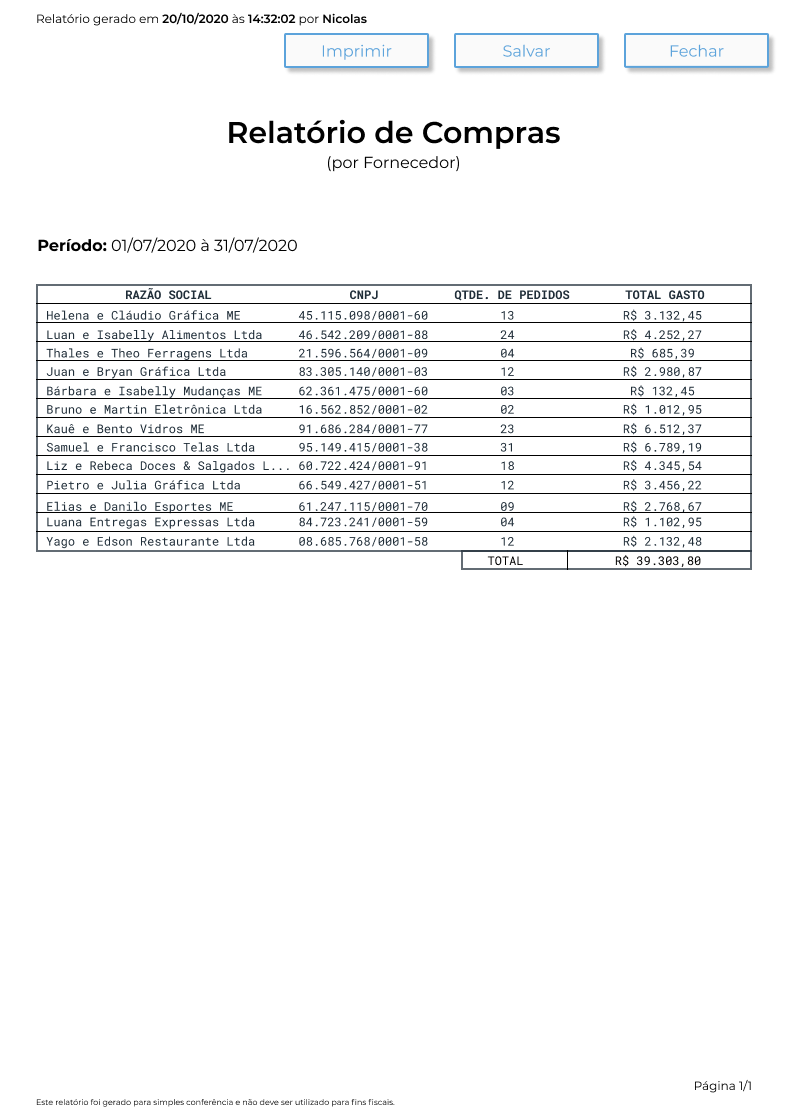 Relatório gerado em 20/10/2020 às 14:32:02 por Nicolas
Imprimir Salvar Fechar
Relatório de Compras
(por Fornecedor)
Período: 01/07/2020 à 31/07/2020
RAZÃO SOCIAL CNPJ QTDE. DE PEDIDOS TOTAL GASTO
Helena e Cláudio Gráfica ME 45.115.098/0001-60 13 R$ 3.132,45
Luan e Isabelly Alimentos Ltda 46.542.209/0001-88 24 R$ 4.252,27
Thales e Theo Ferragens Ltda 21.596.564/0001-09 04 R$ 685,39
Juan e Bryan Gráfica Ltda 83.305.140/0001-03 12 R$ 2.980,87
Bárbara e Isabelly Mudanças ME 62.361.475/0001-60 03 R$ 132,45
Bruno e Martin Eletrônica Ltda 16.562.852/0001-02 02 R$ 1.012,95
Kauê e Bento Vidros ME 91.686.284/0001-77 23 R$ 6.512,37
Samuel e Francisco Telas Ltda 95.149.415/0001-38 31 R$ 6.789,19
Liz e Rebeca Doces & Salgados L... 60.722.424/0001-91 18 R$ 4.345,54
Pietro e Julia Gráfica Ltda 66.549.427/0001-51 12 R$ 3.456,22
Elias e Danilo Esportes ME 61.247.115/0001-70 09 R$ 2.768,67
Luana Entregas Expressas Ltda 84.723.241/0001-59 04 R$ 1.102,95
Yago e Edson Restaurante Ltda 08.685.768/0001-58 12 R$ 2.132,48
TOTAL R$ 39.303,80
Página 1/1
Este relatório foi gerado para simples conferência e não deve ser utilizado para fins fiscais.